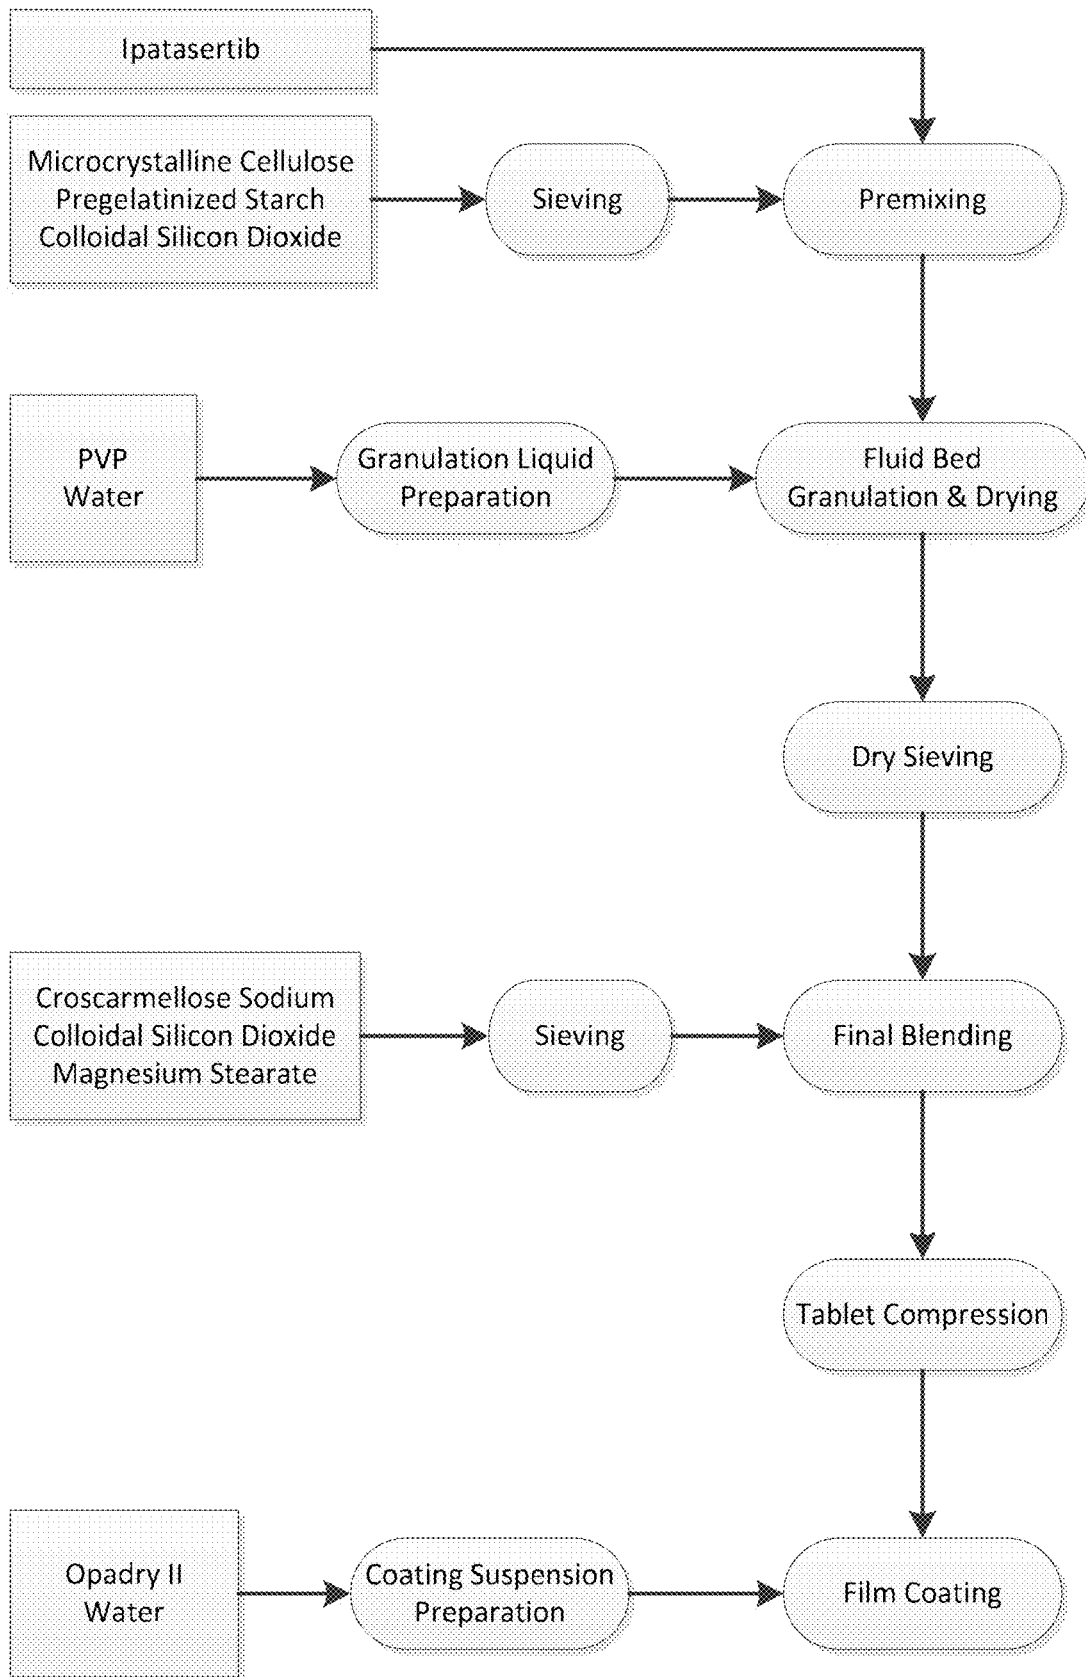 Ipatasertib
Microcrystalline Cellulose
Pregelatinized Starch
Colloidal Silicon Dioxide
Sieving
Premixing
PVP
Water
Granulation Liquid
Preparation
Fluid Bed
Granulation & Drying
Dry Sieving
Croscarmellose Sodium
Colloidal Silicon Dioxide
Magnesium Stearate
Sieving
Final Blending
Tablet Compression
Opadry II
Water
Coating Suspension
Preparation
Film Coating